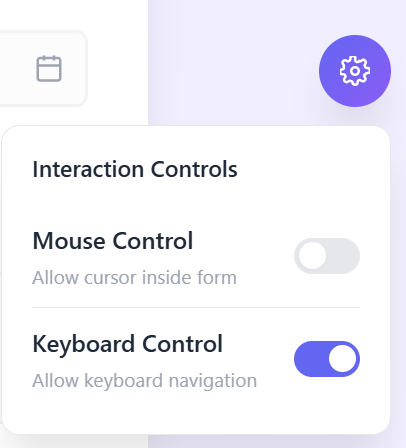 Interaction Controls
Mouse Control
Allow cursor inside form
Keyboard Control
Allow keyboard navigation